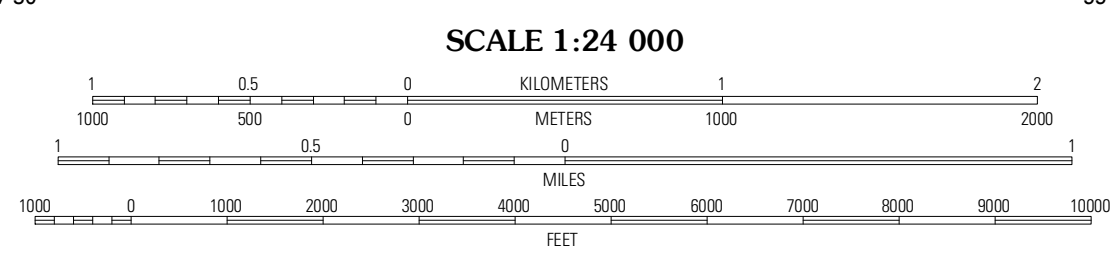 SCALE 1:24 000
1 0.5 0 KILOMETERS 1 2
1000 500 0 METERS 1000 2000
1 0.5 0 1
MILES
1000 0 1000 2000 3000 4000 5000 6000 7000 8000 9000 10000
FEET